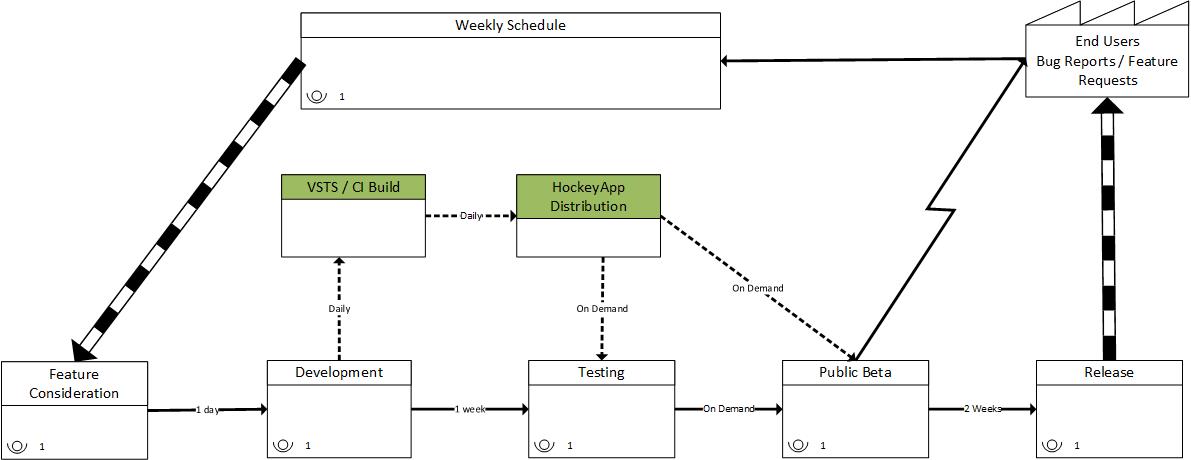 Weekly Schedule
1
End Users
Bug Reports / Feature
Requests
VSTS / CI Build
HockeyApp
Distribution
Daily
On Demand
Daily
On Demand
Feature
Consideration
1
1 day
Development
1
1 week
Testing
1
On Demand
Public Beta
1
2 Weeks
Release
1